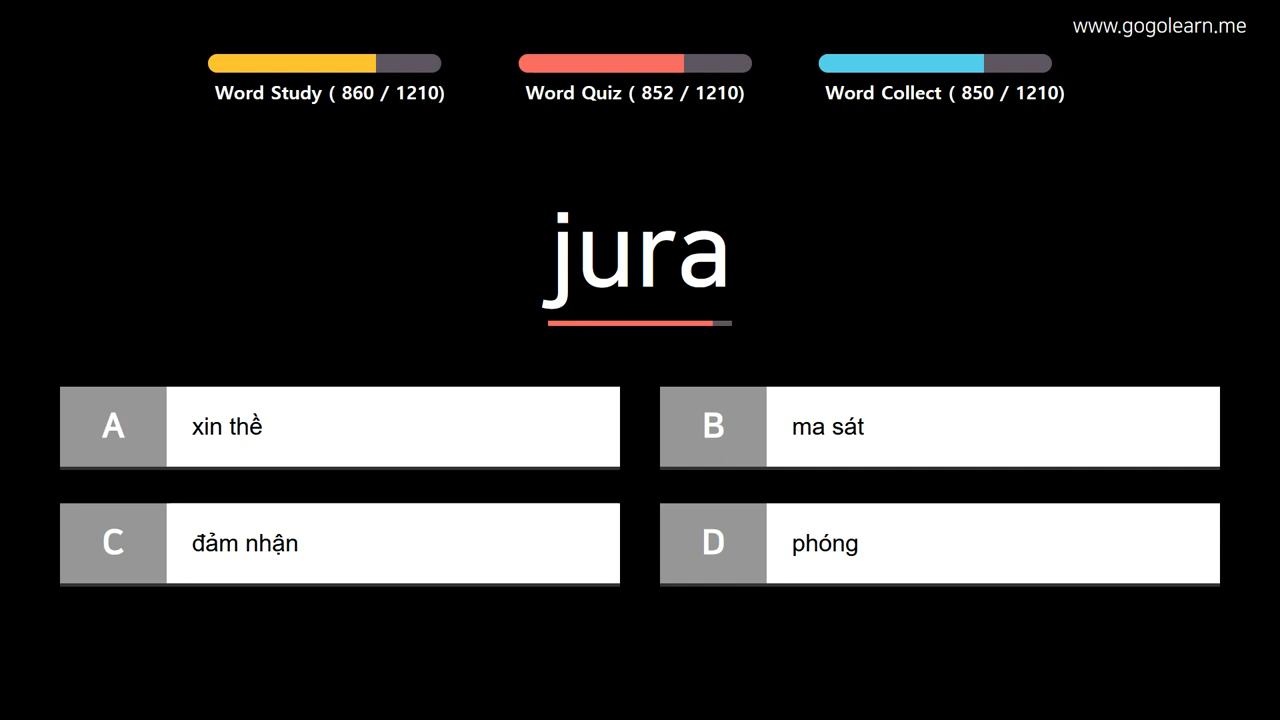 www.gogolearn.me
Word Study ( 860 / 1210)
Word Quiz ( 852 / 1210)
Word Collect ( 850 / 1210)
jura
A xin thề
B ma sát
C đảm nhận
D phóng